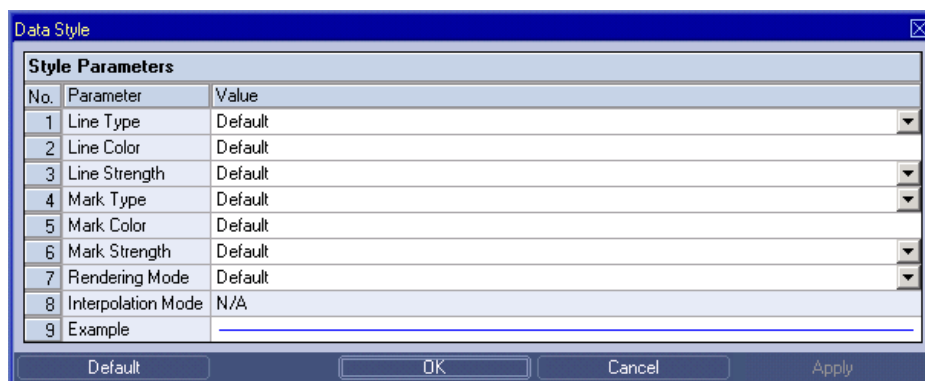 Data Style
Style Parameters
No. Parameter Value
1 Line Type Default
2 Line Color Default
3 Line Strength Default
4 Mark Type Default
5 Mark Color Default
6 Mark Strength Default
7 Rendering Mode Default
8 Interpolation Mode N/A
9 Example
Default OK Cancel Apply